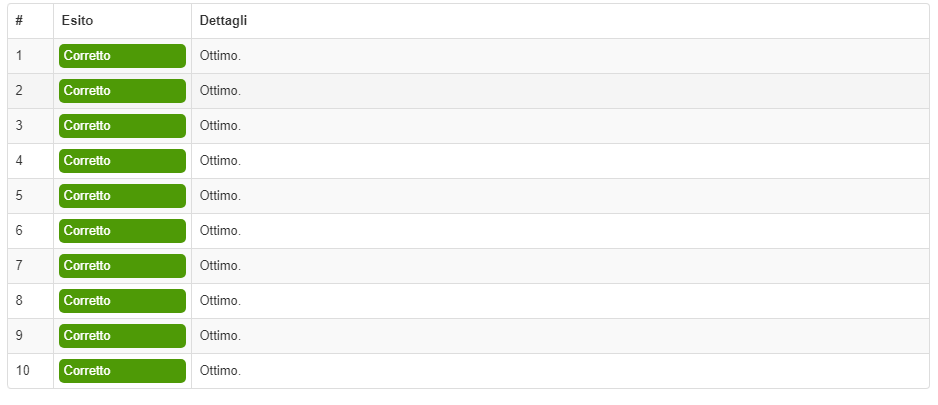 # Esito Dettagli
1 Corretto Ottimo.
2 Corretto Ottimo.
3 Corretto Ottimo.
4 Corretto Ottimo.
5 Corretto Ottimo.
6 Corretto Ottimo.
7 Corretto Ottimo.
8 Corretto Ottimo.
9 Corretto Ottimo.
10 Corretto Ottimo.